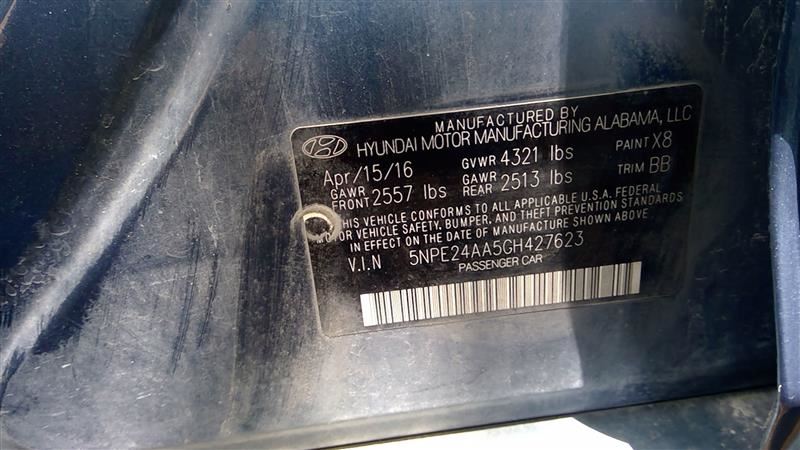 MANUFACTURED BY
HYUNDAI MOTOR MANUFACTURING ALABAMA, LLC
Apr/15/16 GVWR 4321 lbs PAINT X8
GAWR FRONT 2557 lbs GAWR REAR 2513 lbs TRIM BB
THIS VEHICLE CONFORMS TO ALL APPLICABLE U.S.A. FEDERAL
MOTOR VEHICLE SAFETY, BUMPER, AND THEFT PREVENTION STANDARDS
IN EFFECT ON THE DATE OF MANUFACTURE SHOWN ABOVE
V.I.N 5NPE24AA5GH427623
PASSENGER CAR